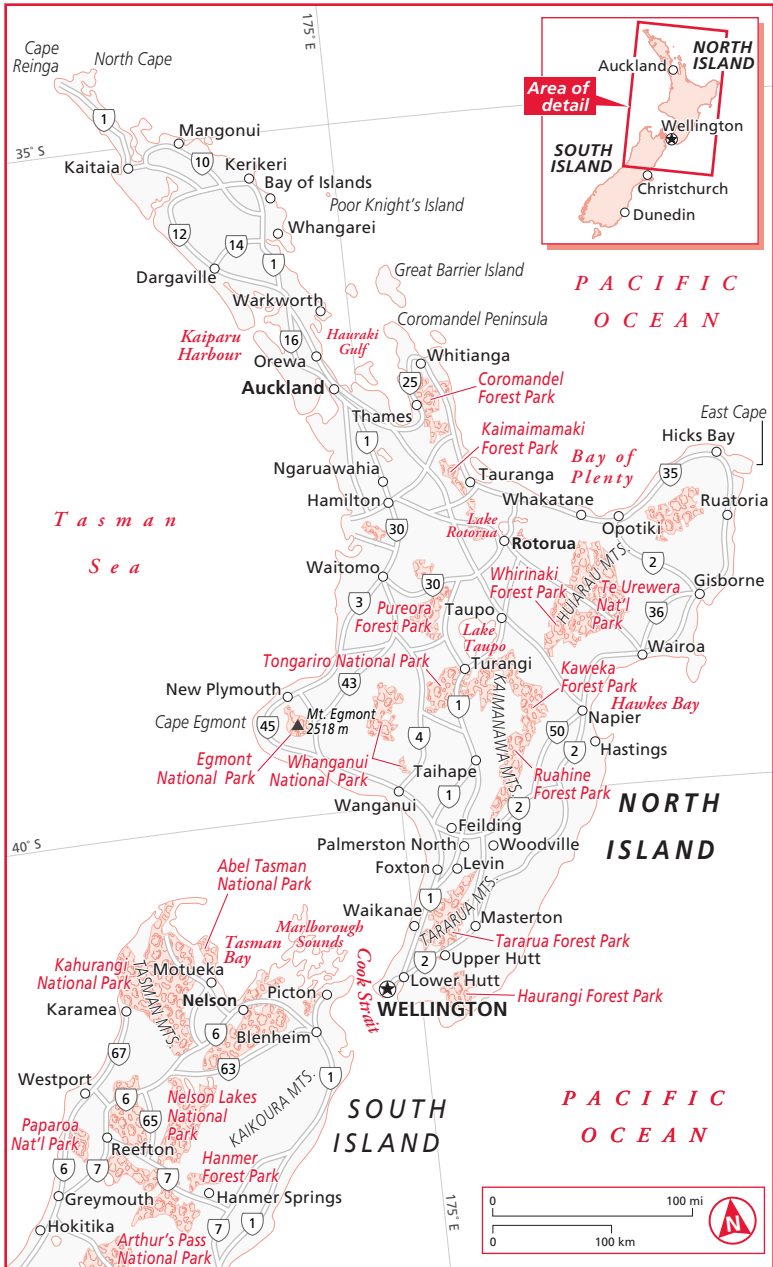 175° E
Cape
Reinga
North Cape
NORTH
ISLAND
Auckland
Area of
detail
Wellington
SOUTH
ISLAND
Christchurch
Dunedin
1
Mangonui
35° S
10
Kaitaia
Kerikeri
Bay of Islands
Poor Knight's Island
12
14
Whangarei
1
Dargaville
Great Barrier Island
PACIFIC
OCEAN
Warkworth
Coromandel Peninsula
Kaiparu
Harbour
16
Hauraki
Gulf
Orewa
Whitianga
Auckland
25
Coromandel
Forest Park
Thames
East Cape
Kaimaimamaki
Forest Park
Hicks Bay
1
Bay of
Plenty
35
Ngaruawahia
Tauranga
Hamilton
Whakatane
Ruatoria
Tasman
Sea
30
Lake
Rotorua
Opotiki
Rotorua
Waitomo
30
Whirinaki
Forest Park
HUIARAU MTS.
2
Te Urewera
Nat'l
Park
Gisborne
3
Pureora
Forest Park
Taupo
36
Lake
Taupo
Wairoa
Tongariro National Park
Turangi
43
Kaweka
Forest Park
New Plymouth
KAIMANAWA MTS.
Hawkes Bay
1
Cape Egmont
45
Mt. Egmont
2518 m
Napier
4
50
2
Hastings
Egmont
National Park
Whanganui
National Park
Taihape
Ruahine
Forest Park
Wanganui
1
2
NORTH
ISLAND
Feilding
40° S
Palmerston North
Woodville
Abel Tasman
National Park
Foxton
Levin
1
TARARUA MTS.
Waikanae
Masterton
Marlborough
Sounds
Tasman
Bay
Tararua Forest Park
Kahurangi
National Park
TASMAN MTS.
Motueka
Cook Strait
2
Upper Hutt
Nelson
Picton
Lower Hutt
Haurangi Forest Park
Karamea
WELLINGTON
6
Blenheim
67
63
1
Westport
6
Nelson Lakes
National
Park
KAIKOURA MTS.
SOUTH
ISLAND
PACIFIC
OCEAN
65
Paparoa
Nat'l Park
Reefton
6
7
7
Hanmer
Forest Park
Greymouth
Hanmer Springs
175° E
0
100 mi
0
100 km
N
Hokitika
7
1
Arthur's Pass
National Park